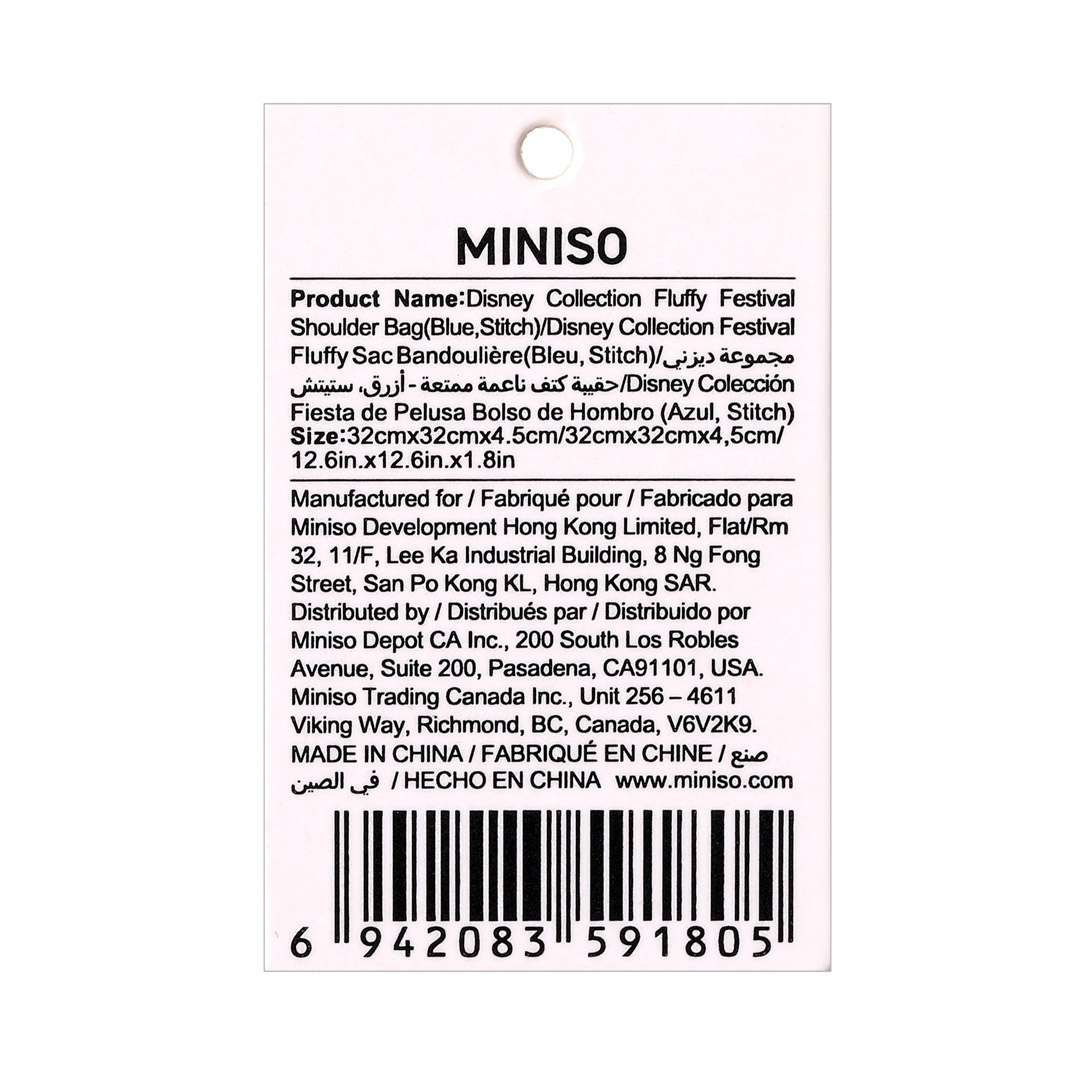 MINISO
Product Name:Disney Collection Fluffy Festival
Shoulder Bag(Blue,Stitch)/Disney Collection Festival
Fluffy Sac Bandoulière(Bleu, Stitch)/مجموعة ديزني
حقيبة كتف ناعمة ممتعة - أزرق، ستيتش/Disney Colección
Fiesta de Pelusa Bolso de Hombro (Azul, Stitch)
Size:32cmx32cmx4.5cm/32cmx32cmx4,5cm/
12.6in.x12.6in.x1.8in
Manufactured for / Fabriqué pour / Fabricado para
Miniso Development Hong Kong Limited, Flat/Rm
32, 11/F, Lee Ka Industrial Building, 8 Ng Fong
Street, San Po Kong KL, Hong Kong SAR.
Distributed by / Distribués par / Distribuido por
Miniso Depot CA Inc., 200 South Los Robles
Avenue, Suite 200, Pasadena, CA91101, USA.
Miniso Trading Canada Inc., Unit 256 – 4611
Viking Way, Richmond, BC, Canada, V6V2K9.
MADE IN CHINA / FABRIQUÉ EN CHINE / صنع
في الصين / HECHO EN CHINA www.miniso.com
6 942083 591805